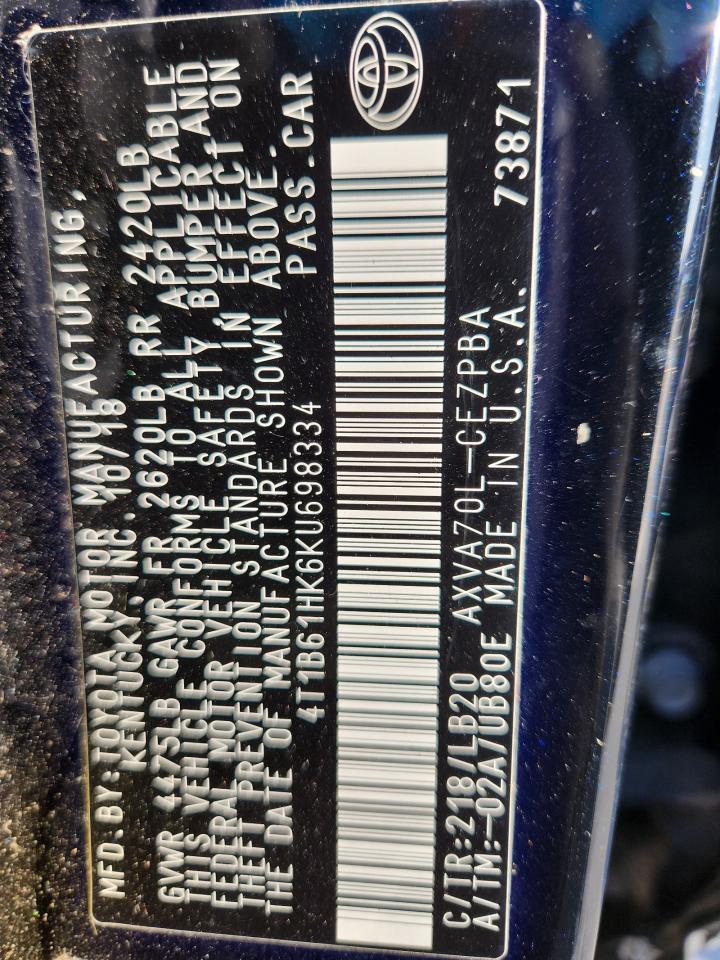 MFD.BY:TOYOTA MOTOR MANUFACTURING,
KENTUCKY, INC. 10/18
GVWR 4475LB GAWR FR 2620LB RR 2420LB
THIS VEHICLE CONFORMS TO ALL APPLICABLE
FEDERAL MOTOR VEHICLE SAFETY BUMPER AND
THEFT PREVENTION STANDARDS IN EFFECT ON
THE DATE OF MANUFACTURE SHOWN ABOVE.
4T1B61HK6KU698334 PASS.CAR
C/TR:218/LB20 AXVA70L-CEZPBA
A/TM:-02A/UB80E MADE IN U.S.A. 73871